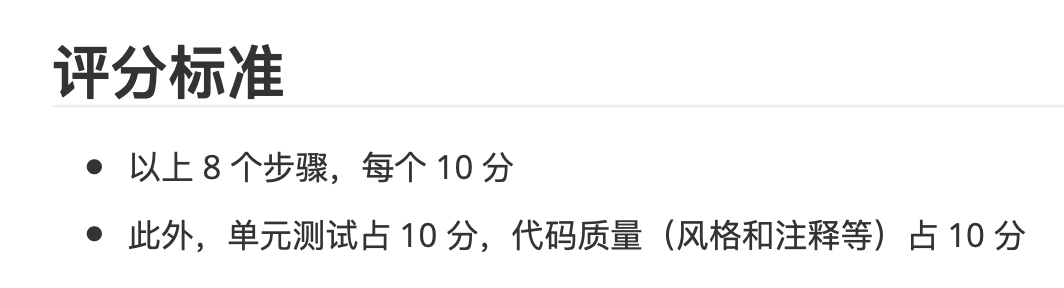 评分标准
以上 8 个步骤，每个 10 分
此外，单元测试占 10 分，代码质量（风格和注释等）占 10 分